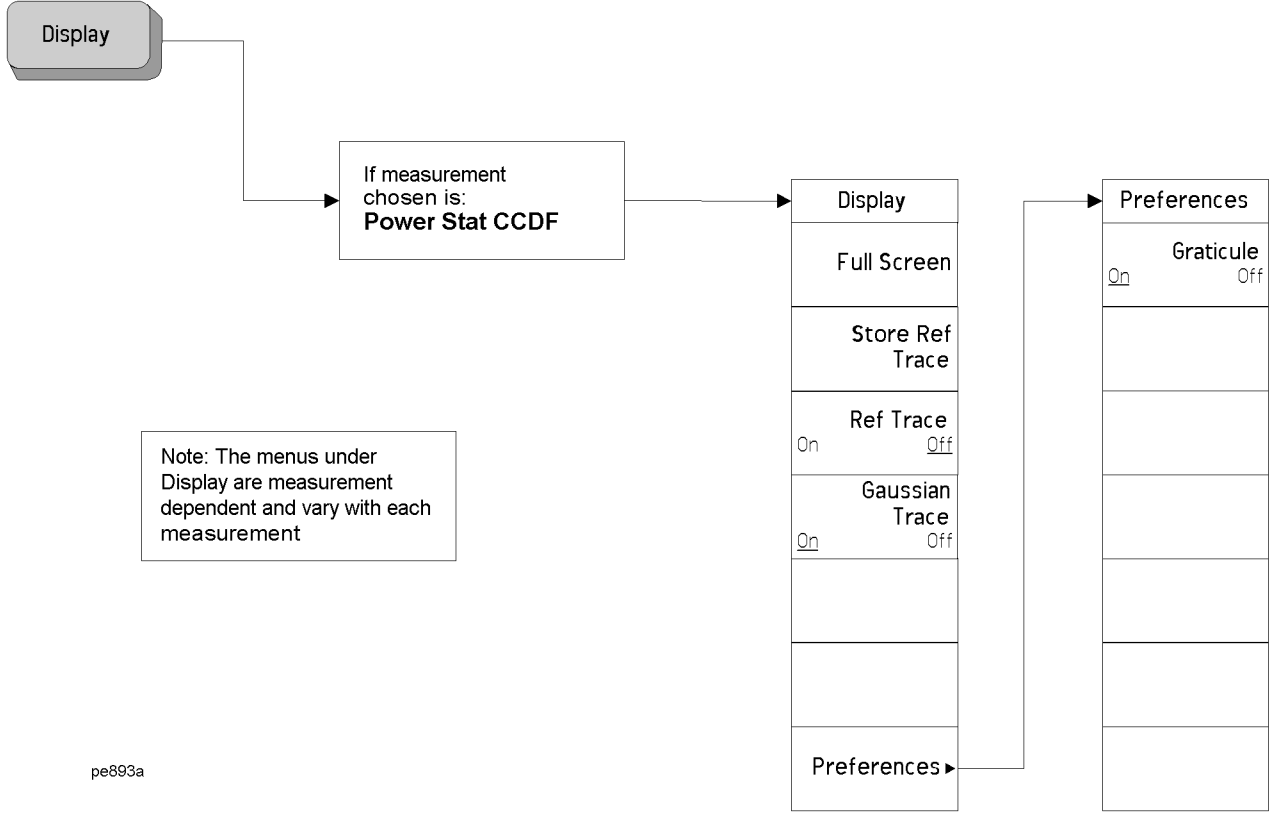 Display
If measurement
chosen is:
Power Stat CCDF
Note: The menus under
Display are measurement
dependent and vary with each
measurement
pe893a
Display
Full Screen
Store Ref
Trace
Ref Trace
On Off
Gaussian
Trace
On Off
Preferences
Preferences
Graticule
On Off